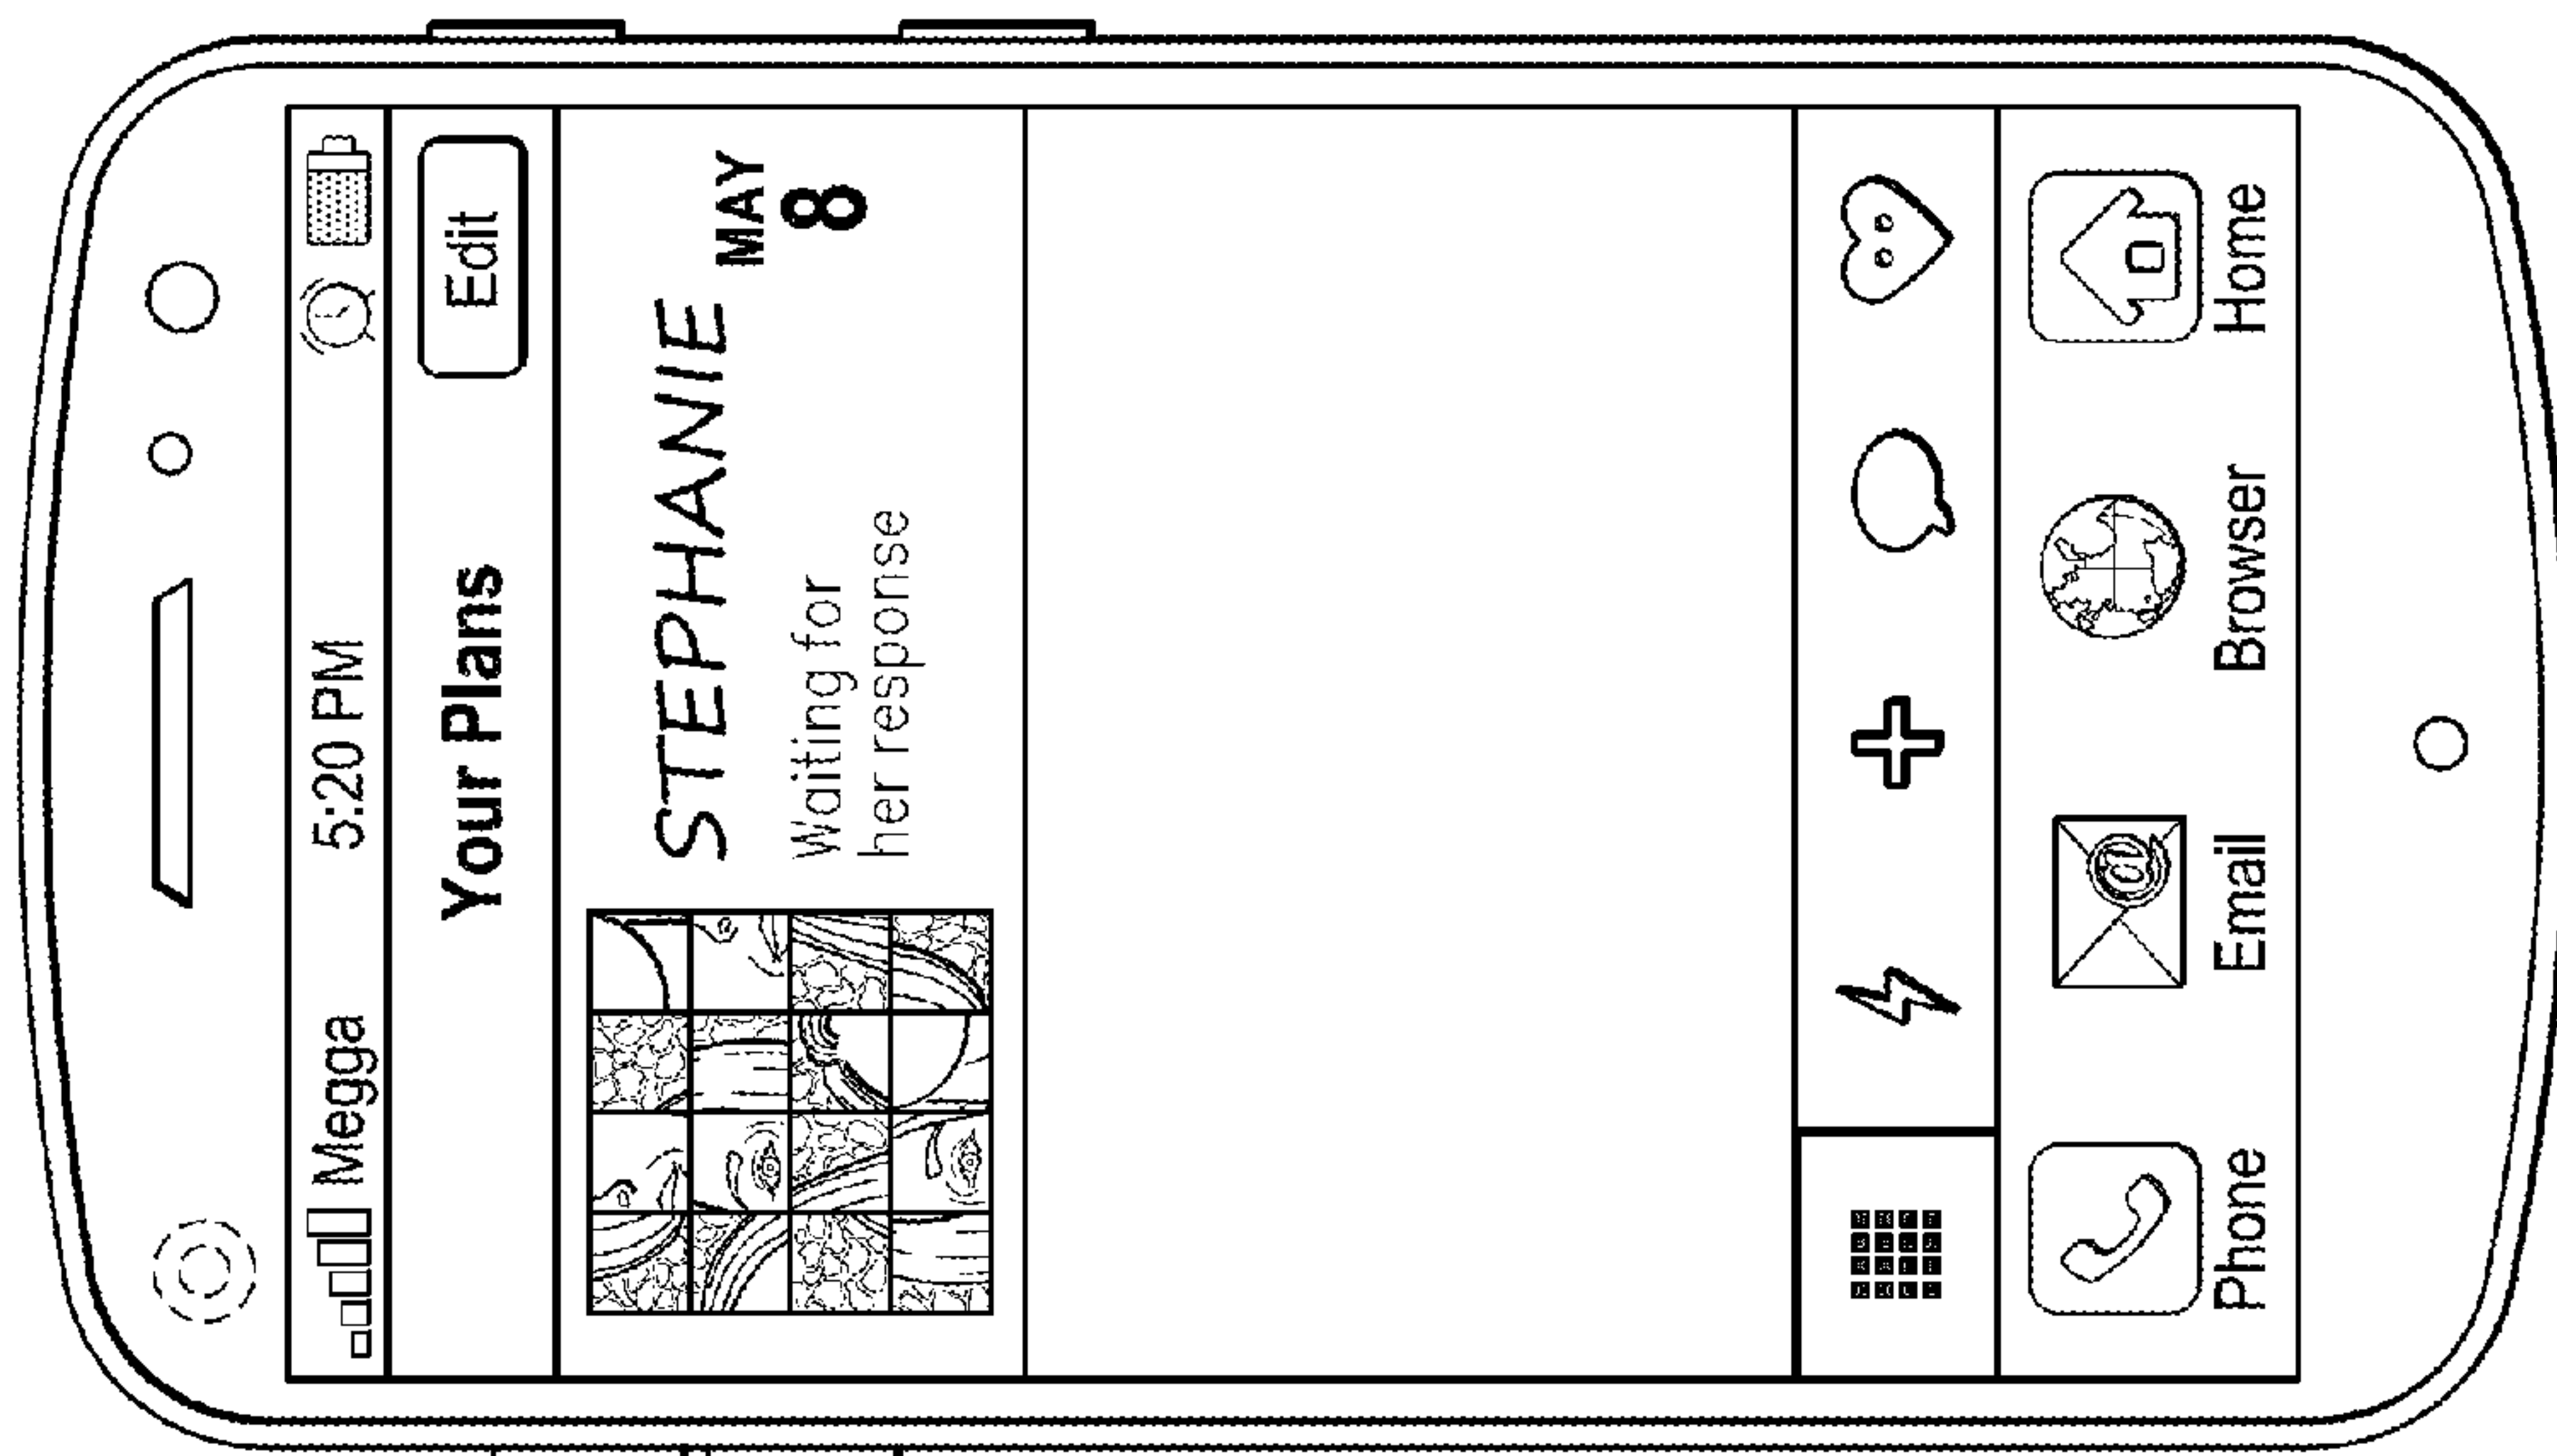 Megga 5:20 PM
Your Plans Edit
STEPHANIE
MAY
8
Waiting for
her response
@
Phone Email Browser Home